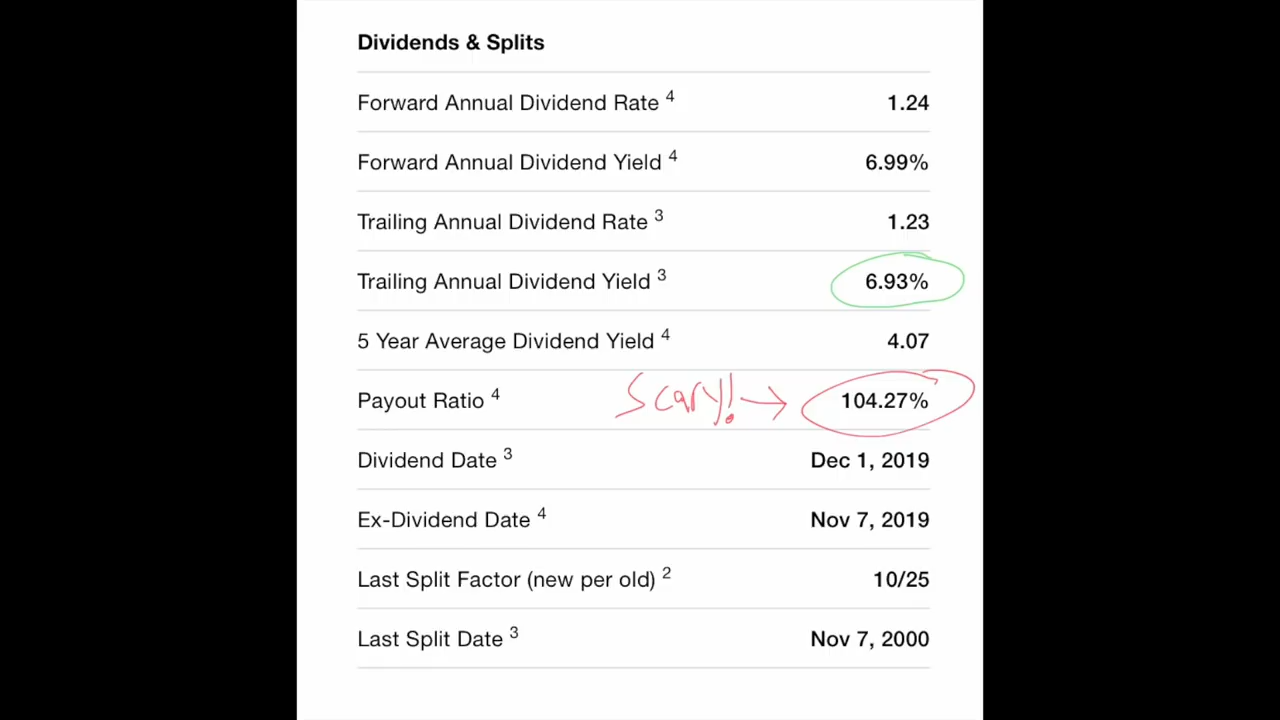 Dividends & Splits
Forward Annual Dividend Rate 4 1.24
Forward Annual Dividend Yield 4 6.99%
Trailing Annual Dividend Rate 3 1.23
Trailing Annual Dividend Yield 3 6.93%
5 Year Average Dividend Yield 4 4.07
Payout Ratio 4 Scary! → 104.27%
Dividend Date 3 Dec 1, 2019
Ex-Dividend Date 4 Nov 7, 2019
Last Split Factor (new per old) 2 10/25
Last Split Date 3 Nov 7, 2000